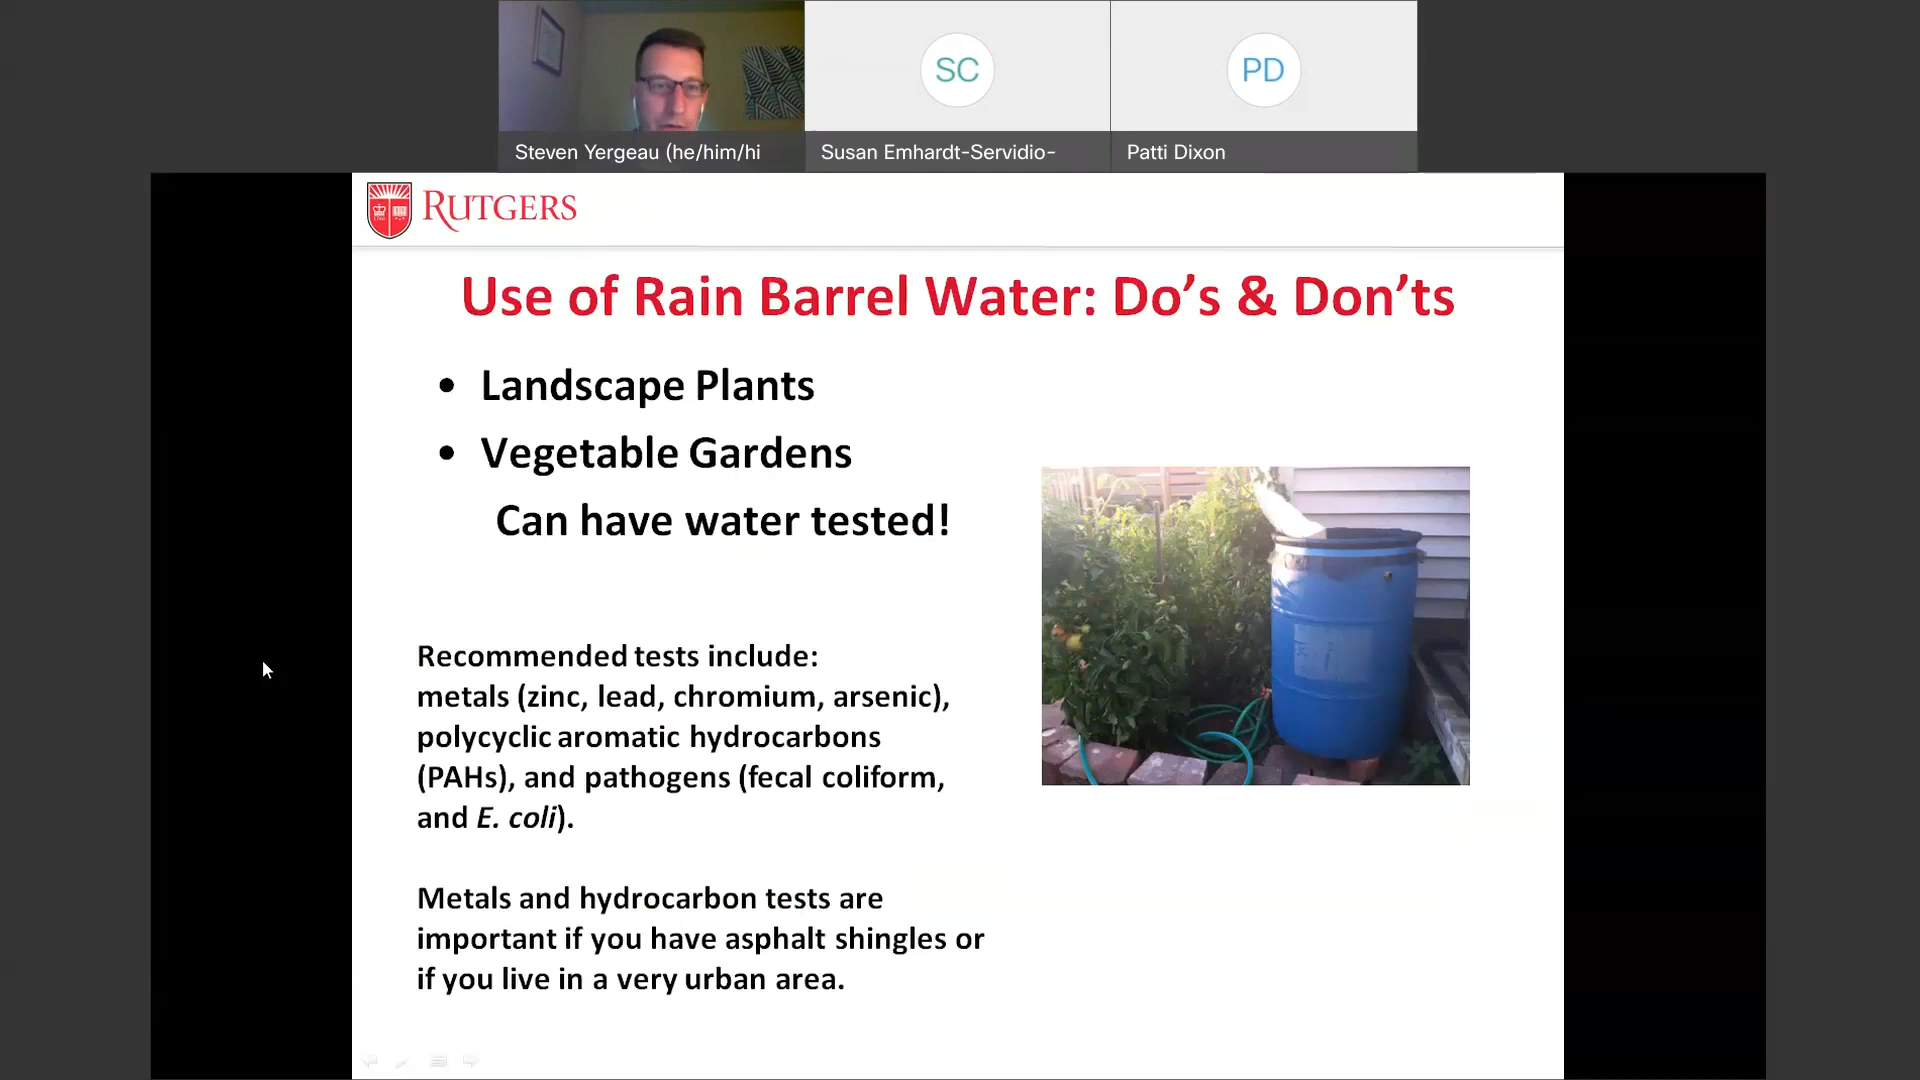 SC
PD
Steven Yergeau (he/him/hi
Susan Emhardt-Servidio-
Patti Dixon
RUTGERS
Use of Rain Barrel Water: Do’s & Don’ts
• Landscape Plants
• Vegetable Gardens
Can have water tested!
Recommended tests include:
metals (zinc, lead, chromium, arsenic),
polycyclic aromatic hydrocarbons
(PAHs), and pathogens (fecal coliform,
and E. coli).
Metals and hydrocarbon tests are
important if you have asphalt shingles or
if you live in a very urban area.